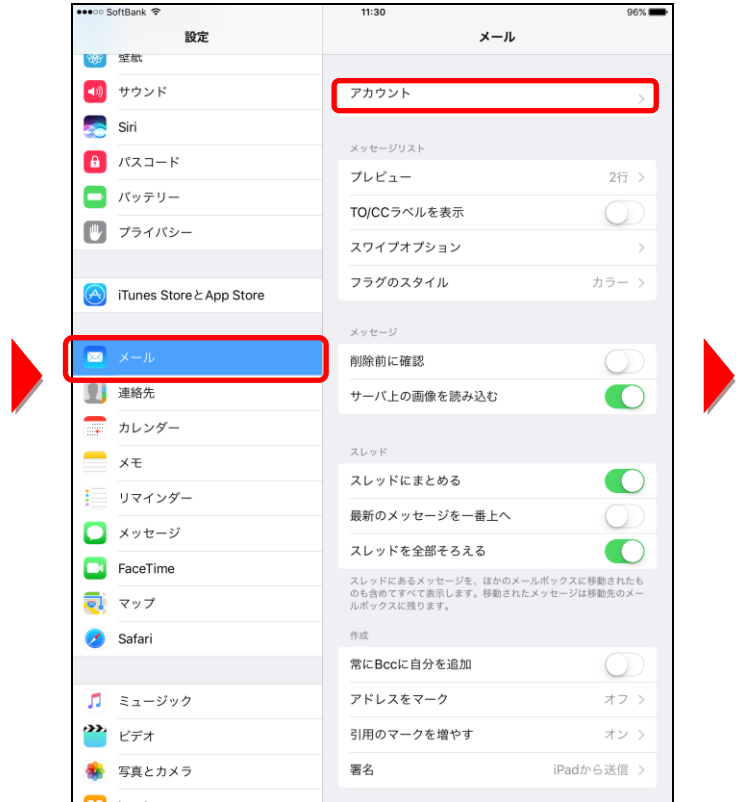 SoftBank 11:30 96%
設定
壁紙
サウンド
Siri
パスコード
バッテリー
プライバシー
iTunes StoreとApp Store
メール
連絡先
カレンダー
メモ
リマインダー
メッセージ
FaceTime
マップ
Safari
ミュージック
ビデオ
写真とカメラ
メール
アカウント
メッセージリスト
プレビュー 2行
TO/CCラベルを表示
スワイプオプション
フラグのスタイル カラー
メッセージ
削除前に確認
サーバ上の画像を読み込む
スレッド
スレッドにまとめる
最新のメッセージを一番上へ
スレッドを全部そろえる
スレッドにあるメッセージを、ほかのメールボックスに移動されたも
のも含めてすべて表示します。移動されたメッセージは移動先のメー
ルボックスに残ります。
作成
常にBccに自分を追加
アドレスをマーク オフ
引用のマークを増やす オン
署名 iPadから送信